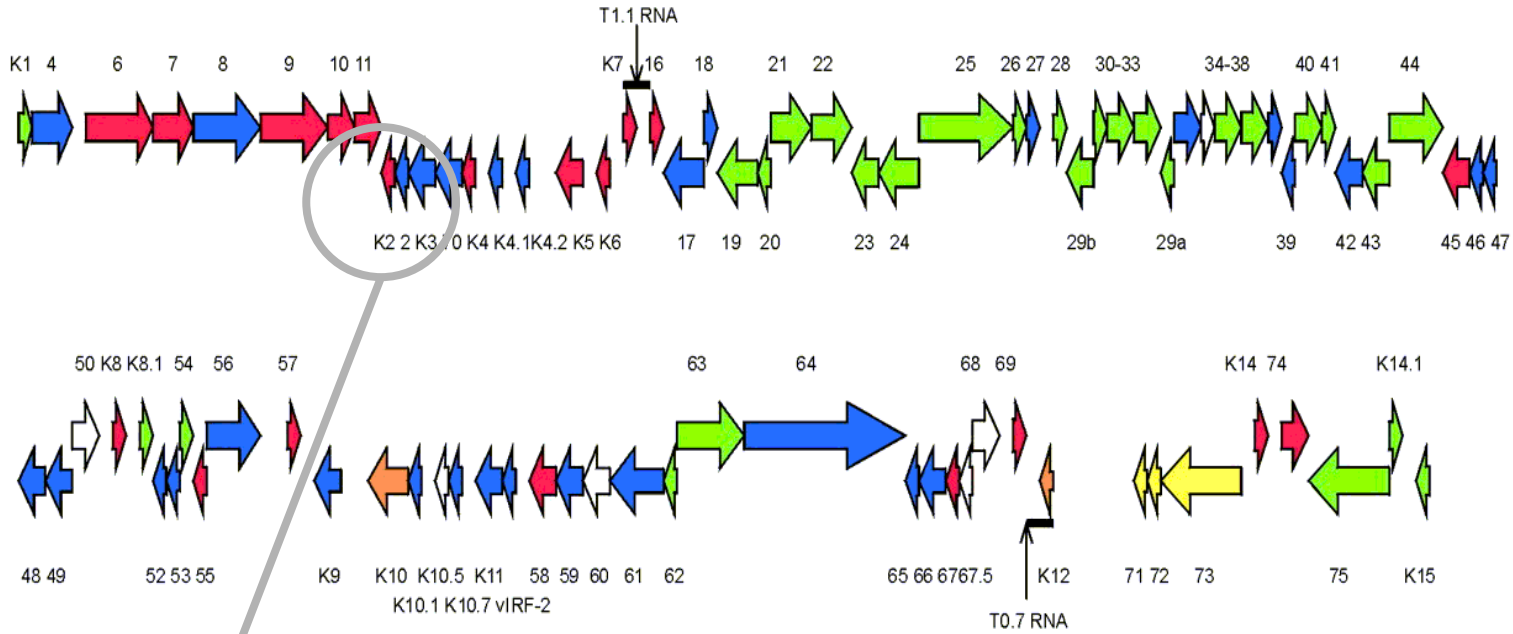 T1.1 RNA
K1 4 6 7 8 9 10 11 K7 16 18 21 22 25 26 27 28 30-33 34-38 40 41 44
K2 2 K3 70 K4 K4.1 K4.2 K5 K6 17 19 20 23 24 29b 29a 39 42 43 45 46 47
50 K8 K8.1 54 56 57 63 64 68 69 K14 74 K14.1
48 49 52 53 55 K9 K10 K10.5 K11 58 59 60 61 62 65 66 67 67.5 K12 71 72 73 75 K15
K10.1 K10.7 vIRF-2
T0.7 RNA